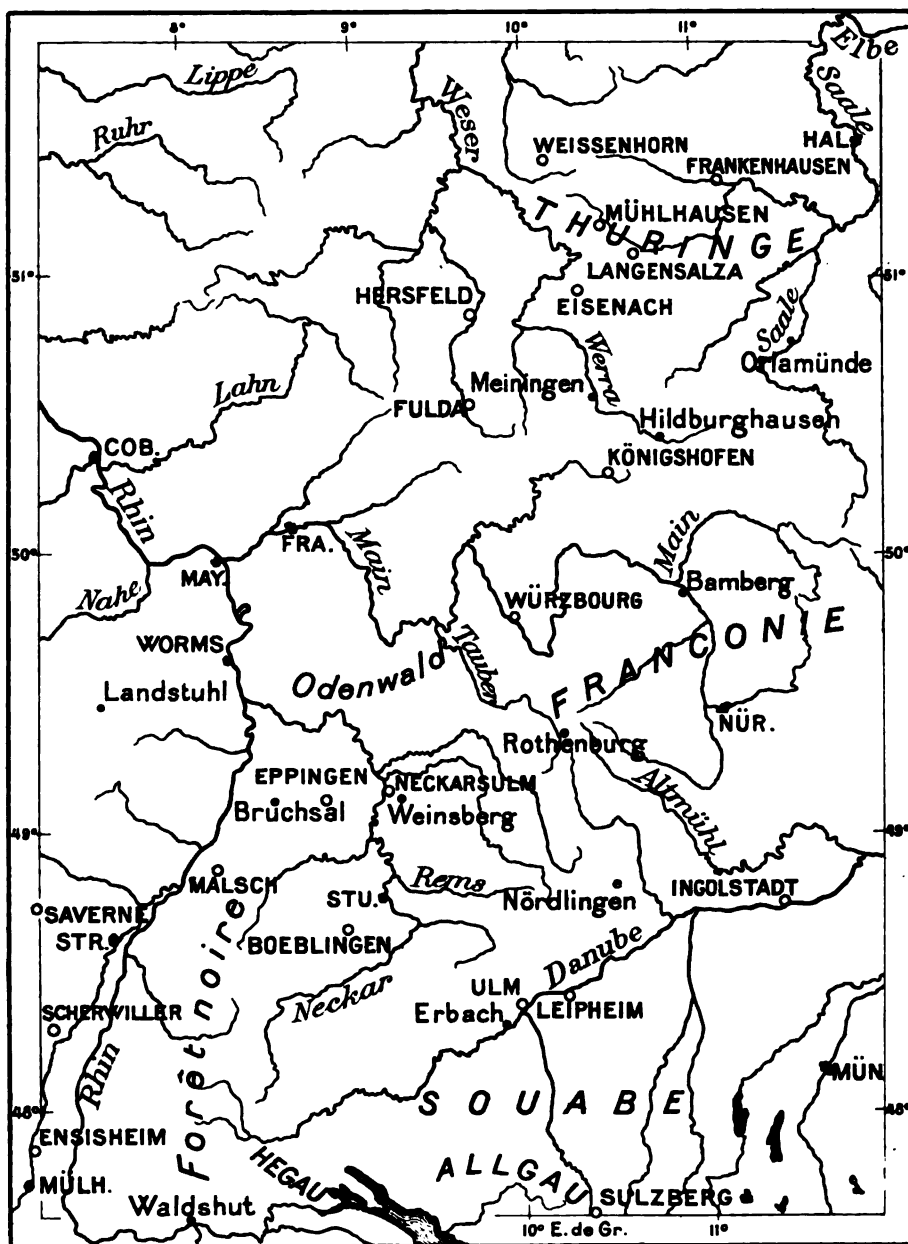 8°
9°
10°
11°
Elbe
Lippe
Saale
Weser
Ruhr
WEISSENHORN
HAL.
FRANKENHAUSEN
MÜHLHAUSEN
THURINGE
51°
51°
LANGENSALZA
HERSFELD
EISENACH
Saale
Orlamünde
Werra
Meiningen
Lahn
FULDA
Hildburghausen
COB.
KÖNIGSHOFEN
Rhin
Main
FRA.
50°
50°
Main
MAY.
Bamberg
Nahe
WÜRZBOURG
WORMS
Tauber
FRANCONIE
Odenwald
Landstuhl
NÜR.
Rothenburg
EPPINGEN
NECKARSULM
Altmühl
Bruchsal
Weinsberg
49°
49°
MALSCH
Rems
INGOLSTADT
SAVERNE
STU.
Nördlingen
STR.
BOEBLINGEN
Danube
Neckar
ULM
SCHERWILLER
Erbach
LEIPHEIM
Rhin
Forêt noire
MÜN
48°
SOUABE
48°
ENSISHEIM
HEGAU
ALLGAU
MÜLH.
Waldshut
SULZBERG
10° E. de Gr.
11°